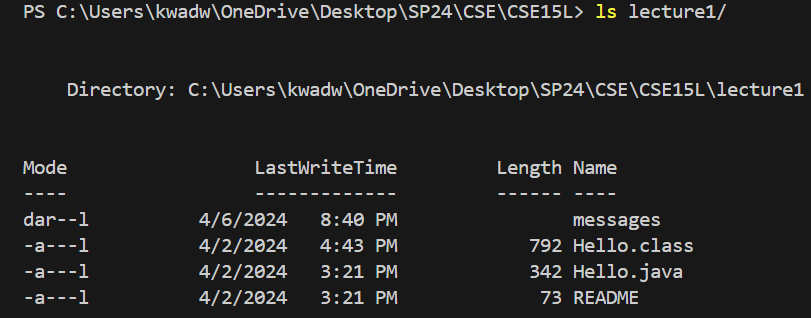 PS C:\Users\kwadw\OneDrive\Desktop\SP24\CSE\CSE15L> ls lecture1/
Directory: C:\Users\kwadw\OneDrive\Desktop\SP24\CSE\CSE15L\lecture1
Mode                 LastWriteTime         Length Name
----                 -------------         ------ ----
dar--l          4/6/2024   8:40 PM                messages
-a---l          4/2/2024   4:43 PM            792 Hello.class
-a---l          4/2/2024   3:21 PM            342 Hello.java
-a---l          4/2/2024   3:21 PM             73 README